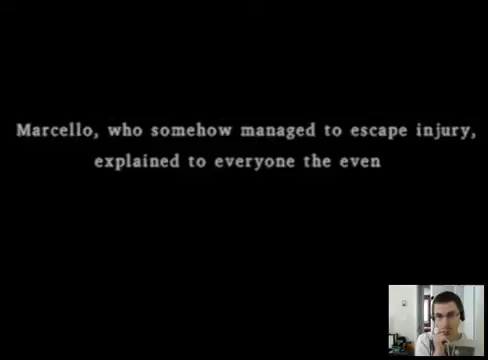 Marcello, who somehow managed to escape injury,
explained to everyone the even